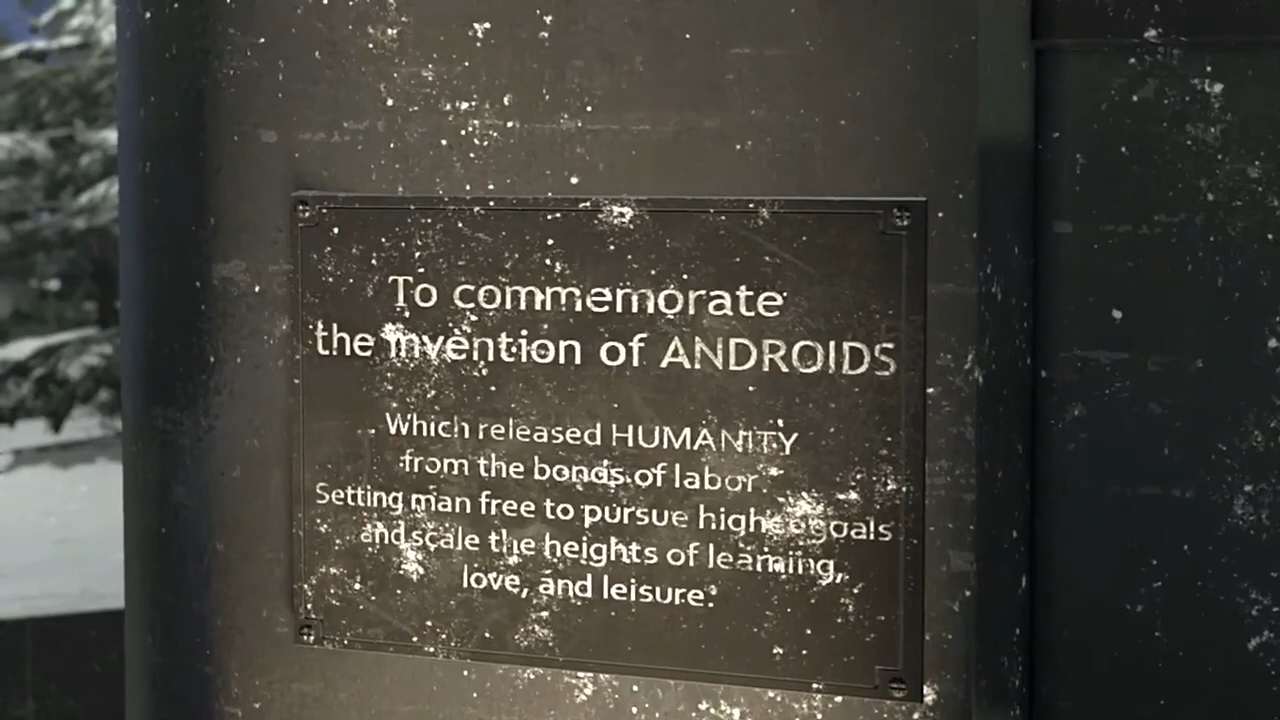 To commemorate
the invention of ANDROIDS
Which released HUMANITY
from the bonds of labor.
Setting man free to pursue higher goals
and scale the heights of learning,
love, and leisure.